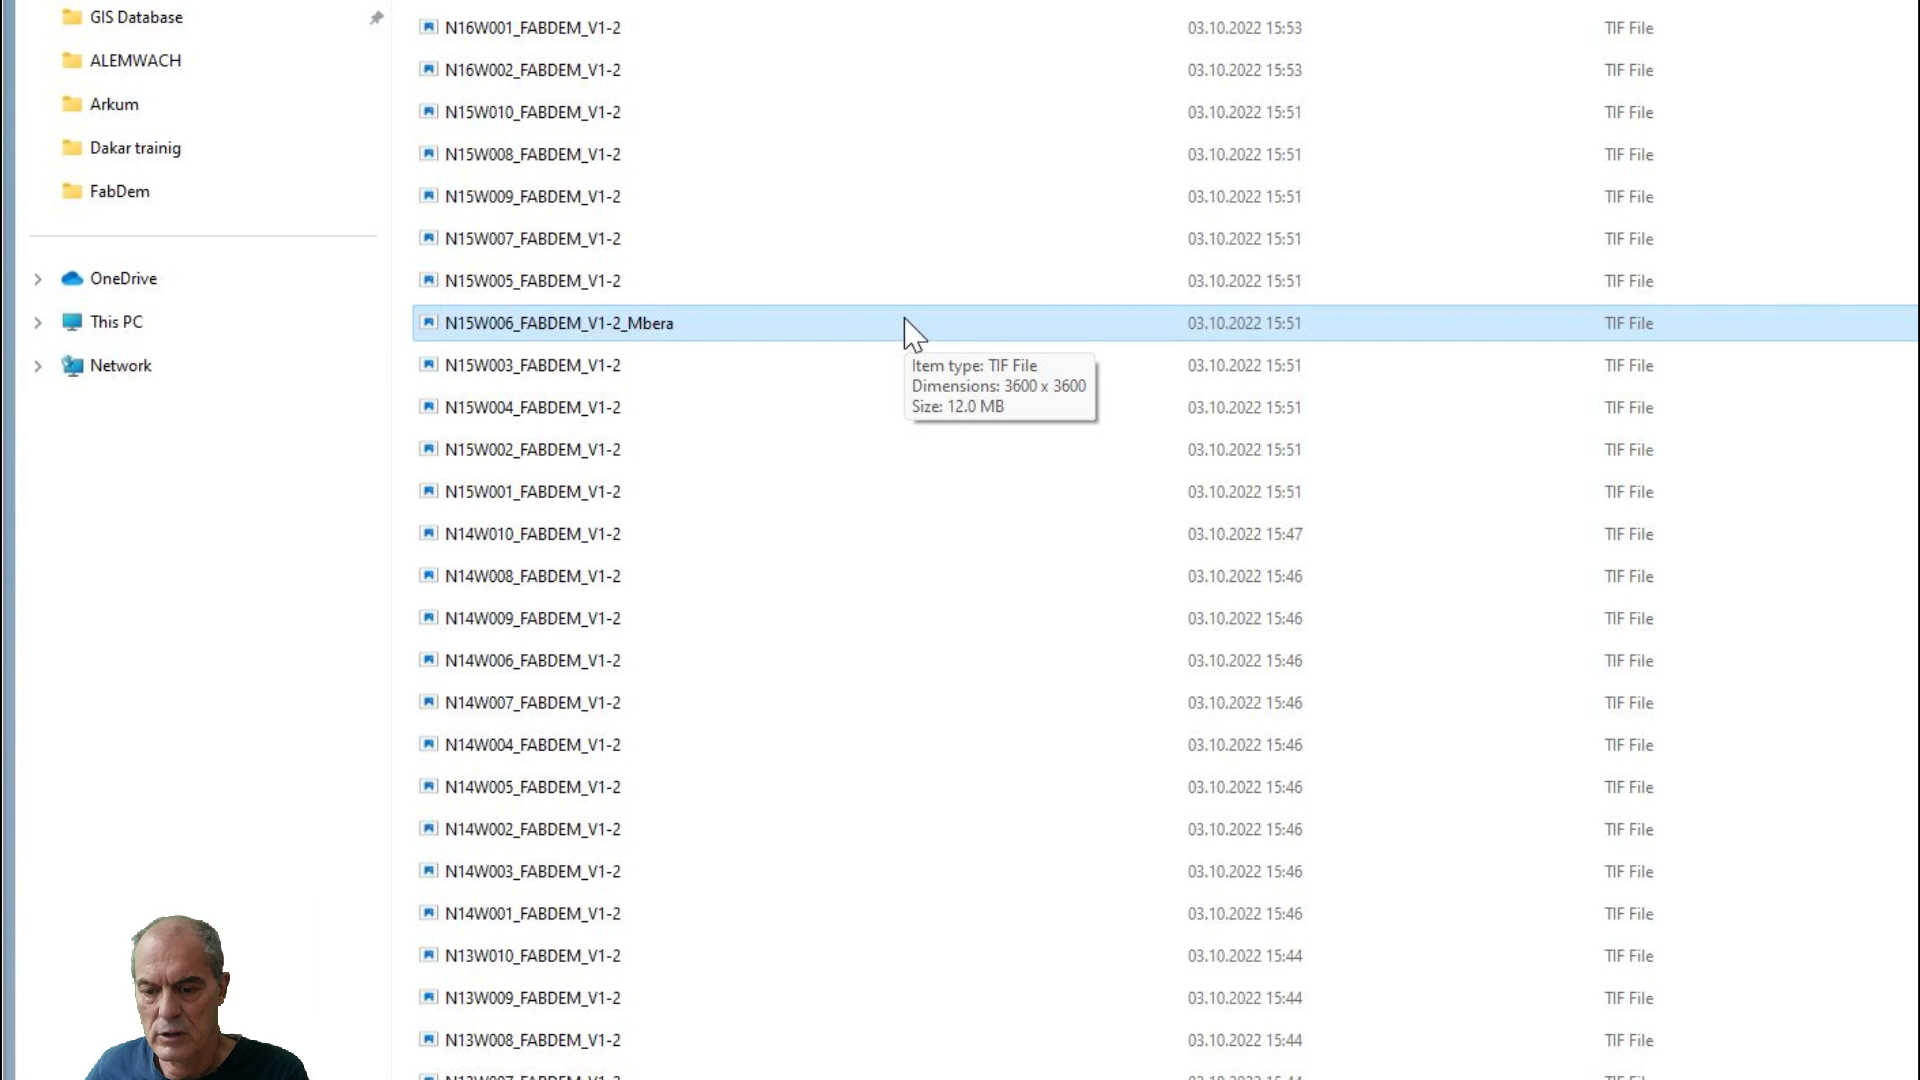 GIS Database
ALEMWACH
Arkum
Dakar trainig
FabDem
OneDrive
This PC
Network
N16W001_FABDEM_V1-2 03.10.2022 15:53 TIF File
N16W002_FABDEM_V1-2 03.10.2022 15:53 TIF File
N15W010_FABDEM_V1-2 03.10.2022 15:51 TIF File
N15W008_FABDEM_V1-2 03.10.2022 15:51 TIF File
N15W009_FABDEM_V1-2 03.10.2022 15:51 TIF File
N15W007_FABDEM_V1-2 03.10.2022 15:51 TIF File
N15W005_FABDEM_V1-2 03.10.2022 15:51 TIF File
N15W006_FABDEM_V1-2_Mbera 03.10.2022 15:51 TIF File
N15W003_FABDEM_V1-2 03.10.2022 15:51 TIF File
N15W004_FABDEM_V1-2 03.10.2022 15:51 TIF File
N15W002_FABDEM_V1-2 03.10.2022 15:51 TIF File
N15W001_FABDEM_V1-2 03.10.2022 15:51 TIF File
N14W010_FABDEM_V1-2 03.10.2022 15:47 TIF File
N14W008_FABDEM_V1-2 03.10.2022 15:46 TIF File
N14W009_FABDEM_V1-2 03.10.2022 15:46 TIF File
N14W006_FABDEM_V1-2 03.10.2022 15:46 TIF File
N14W007_FABDEM_V1-2 03.10.2022 15:46 TIF File
N14W004_FABDEM_V1-2 03.10.2022 15:46 TIF File
N14W005_FABDEM_V1-2 03.10.2022 15:46 TIF File
N14W002_FABDEM_V1-2 03.10.2022 15:46 TIF File
N14W003_FABDEM_V1-2 03.10.2022 15:46 TIF File
N14W001_FABDEM_V1-2 03.10.2022 15:46 TIF File
N13W010_FABDEM_V1-2 03.10.2022 15:44 TIF File
N13W009_FABDEM_V1-2 03.10.2022 15:44 TIF File
N13W008_FABDEM_V1-2 03.10.2022 15:44 TIF File
Item type: TIF File
Dimensions: 3600 x 3600
Size: 12.0 MB